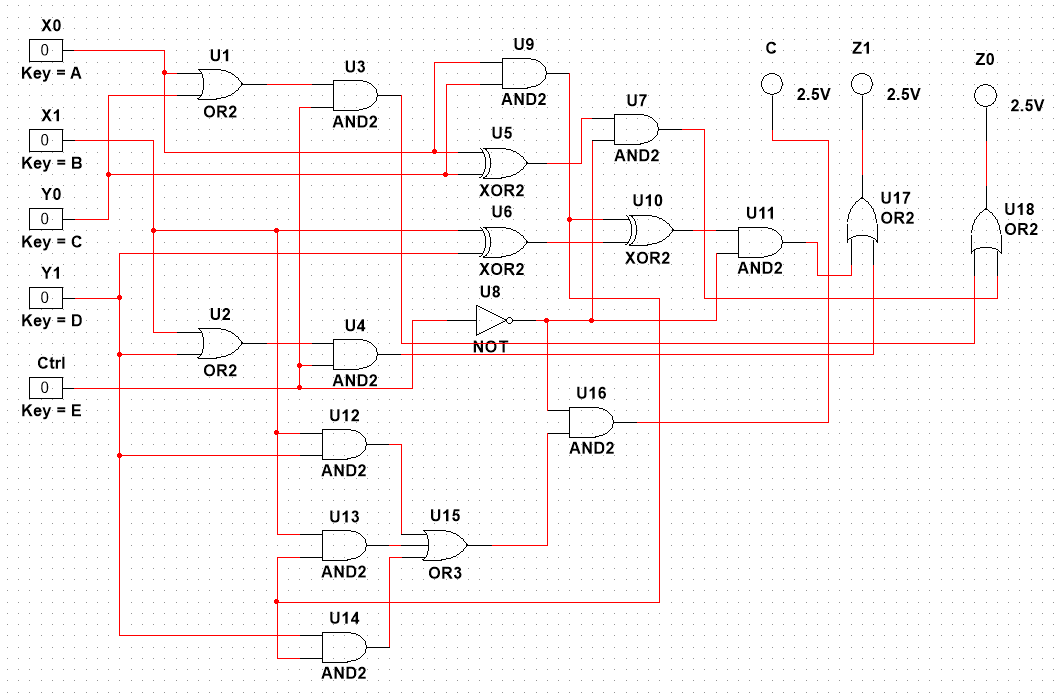 X0
0
Key = A
X1
0
Key = B
Y0
0
Key = C
Y1
0
Key = D
Ctrl
0
Key = E
U1
OR2
U3
AND2
U9
AND2
U5
XOR2
U7
AND2
U6
XOR2
U10
XOR2
U11
AND2
U8
NOT
U2
OR2
U4
AND2
U16
AND2
U12
AND2
U13
AND2
U15
OR3
U14
AND2
C
2.5V
Z1
2.5V
Z0
2.5V
U17
OR2
U18
OR2